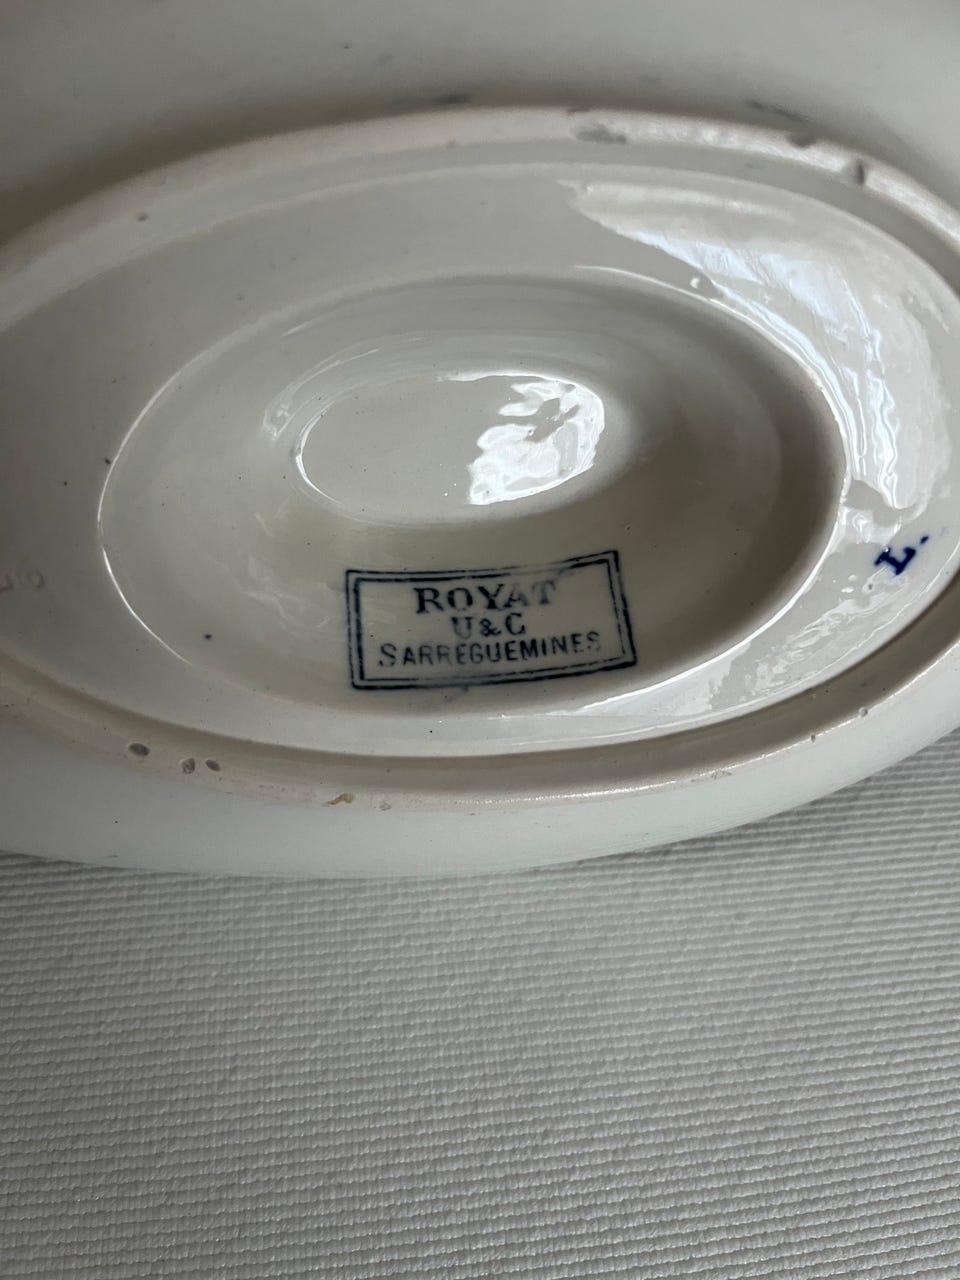 ROYAT
U&C
SARREGUEMINES
L.